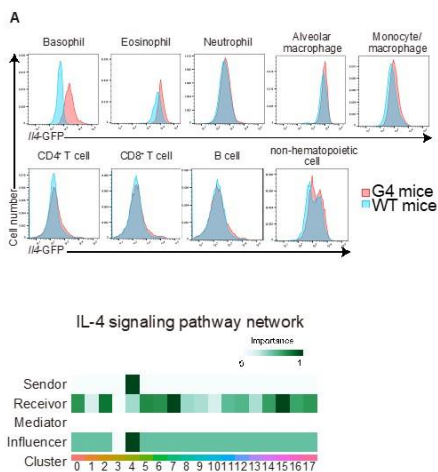 A
Basophil Eosinophil Neutrophil Alveolar macrophage Monocyte/ macrophage
Il4-GFP
CD4⁺ T cell CD8⁺ T cell B cell non-hematopoietic cell
Cell number
Il4-GFP
G4 mice
WT mice
IL-4 signaling pathway network
Importance
0 1
Sendor
Receivor
Mediator
Influencer
Cluster 0 1 2 3 4 5 6 7 8 9 10 11 12 13 14 15 16 17